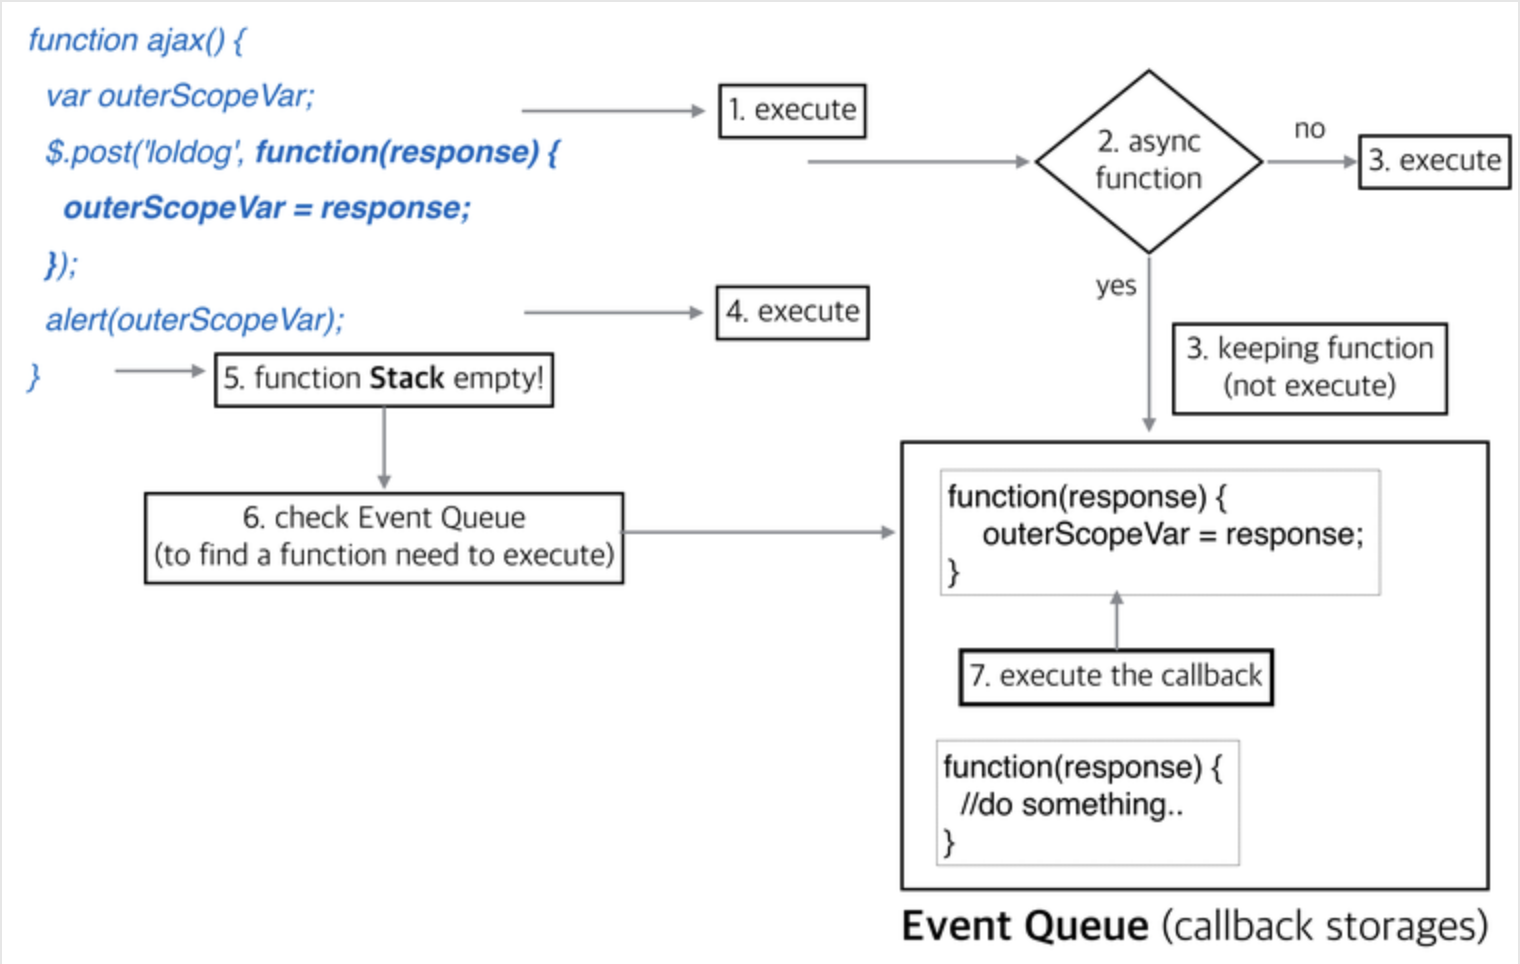 function ajax() {
var outerScopeVar;
$.post('loldog', function(response) {
outerScopeVar = response;
});
alert(outerScopeVar);
}
1. execute
2. async
function
no
3. execute
yes
3. keeping function
(not execute)
4. execute
5. function Stack empty!
6. check Event Queue
(to find a function need to execute)
function(response) {
outerScopeVar = response;
}
7. execute the callback
function(response) {
//do something..
}
Event Queue (callback storages)